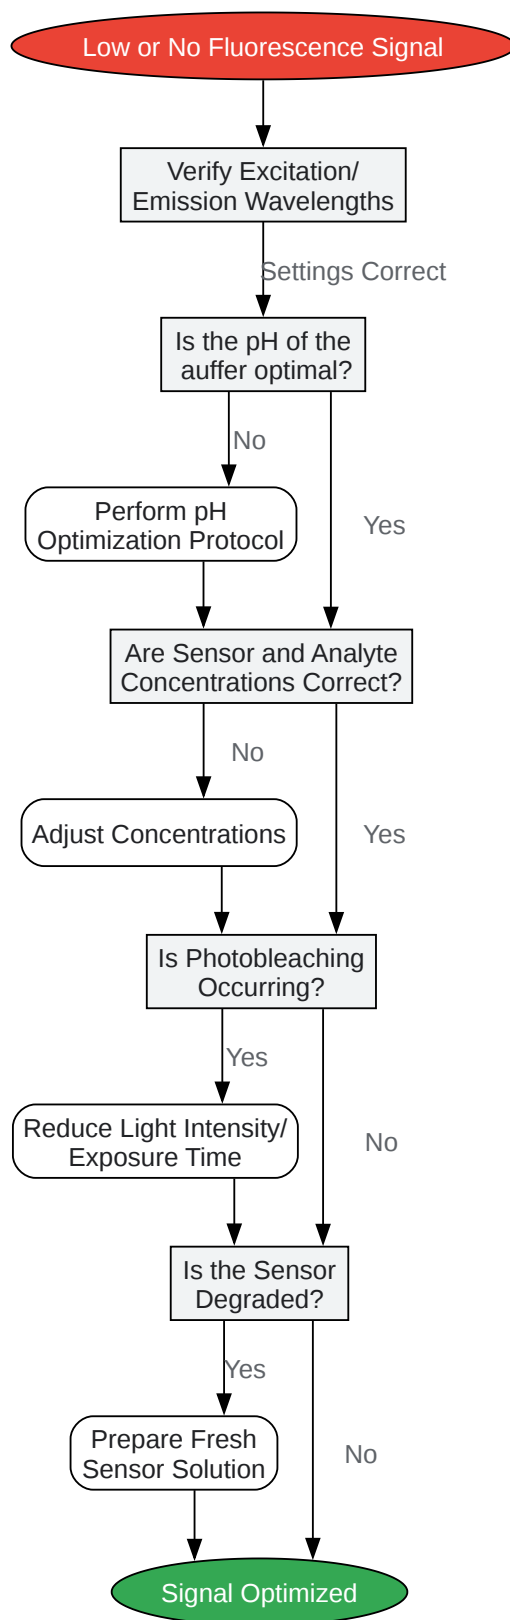 Low or No Fluorescence Signal
Verify Excitation/
Emission Wavelengths
Settings Correct
Is the pH of the
auffer optimal?
No
Perform pH
Optimization Protocol
Yes
Are Sensor and Analyte
Concentrations Correct?
No
Adjust Concentrations
Yes
Is Photobleaching
Occurring?
Yes
Reduce Light Intensity/
Exposure Time
No
Is the Sensor
Degraded?
Yes
Prepare Fresh
Sensor Solution
No
Signal Optimized